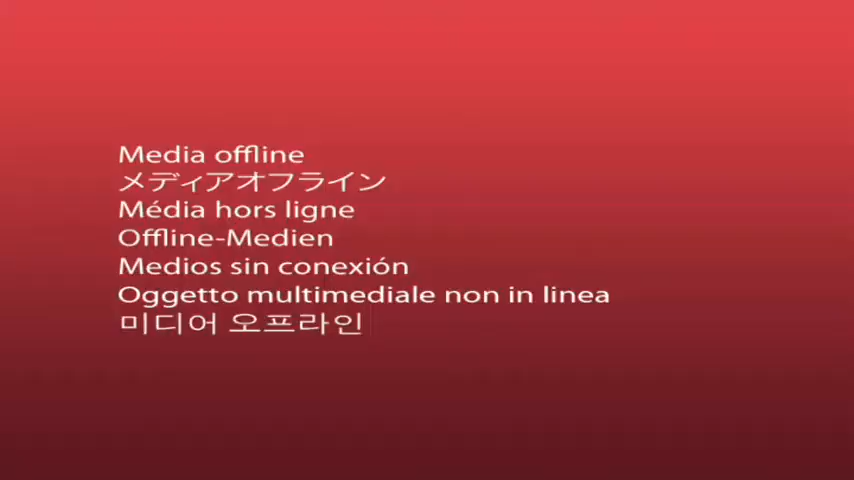 Media offline
メディアオフライン
Média hors ligne
Offline-Medien
Medios sin conexión
Oggetto multimediale non in linea
미디어 오프라인